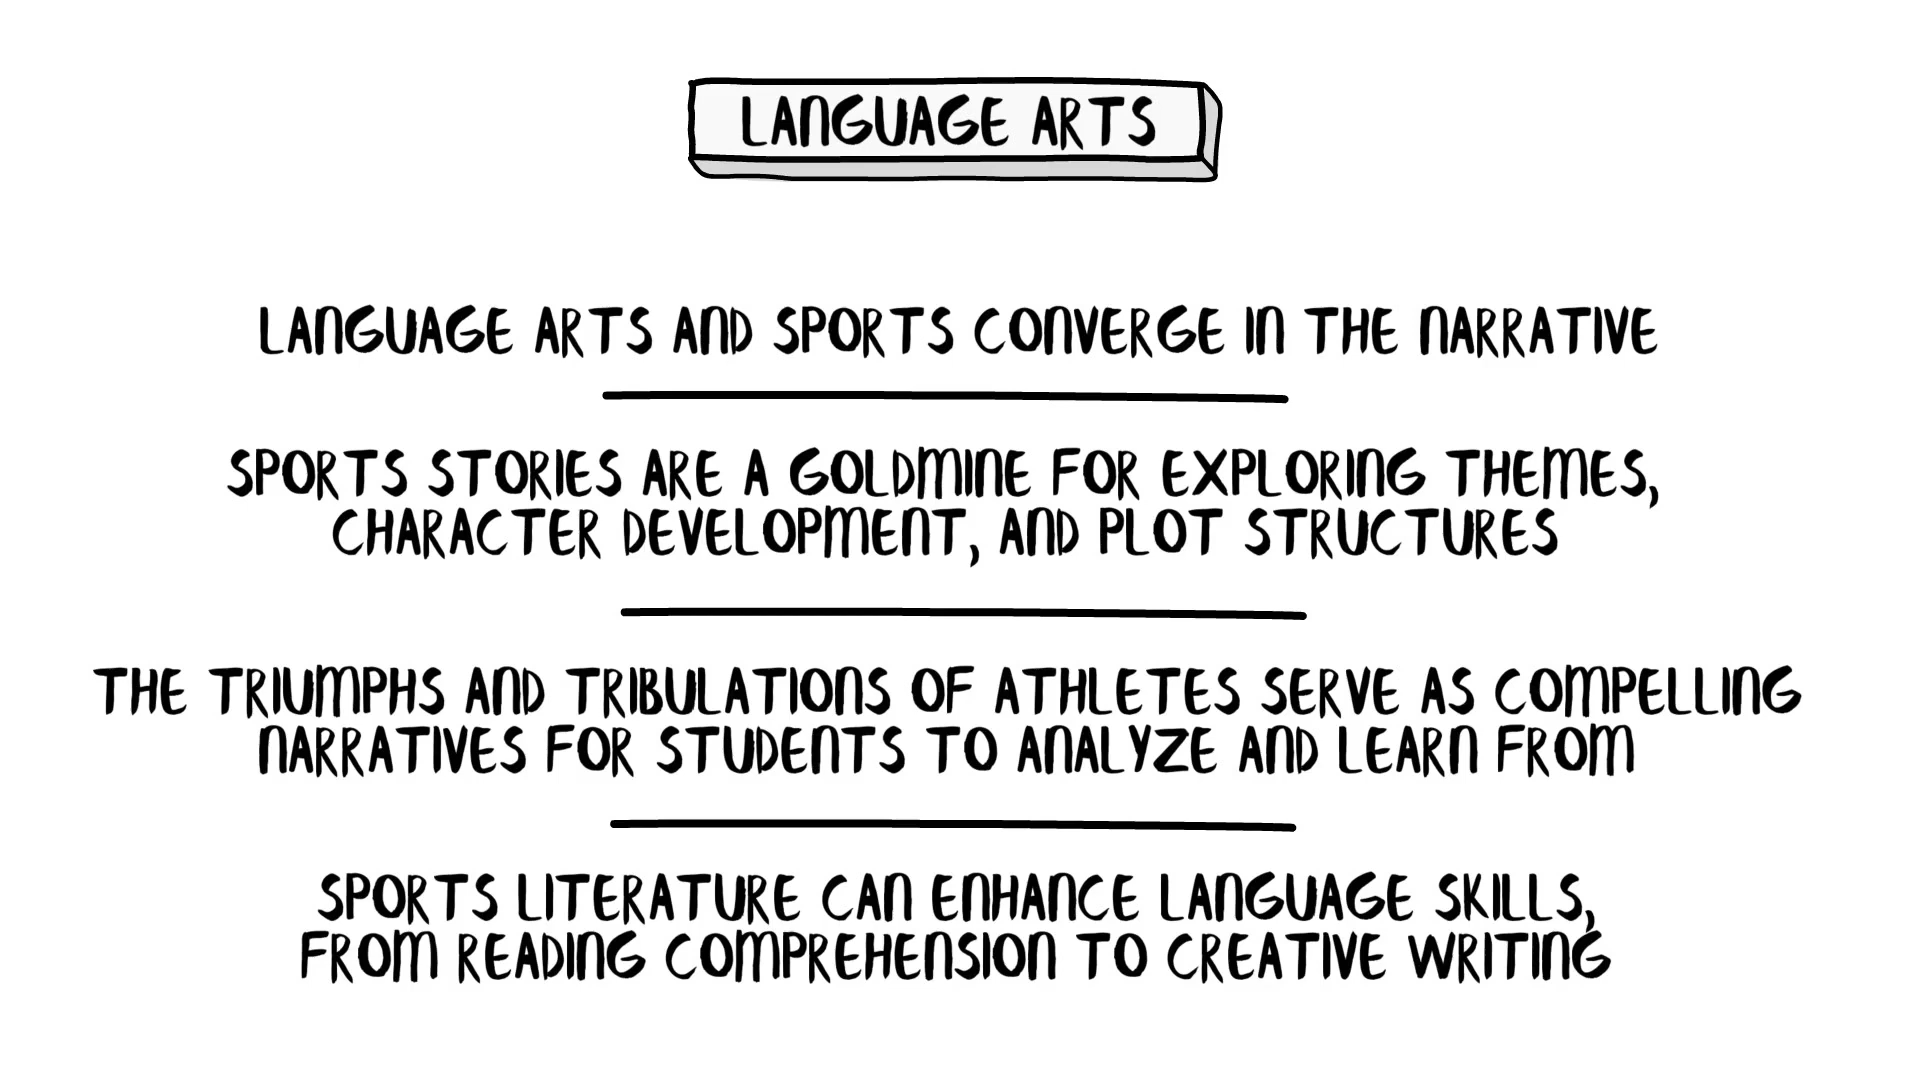 LANGUAGE ARTS
LANGUAGE ARTS AND SPORTS CONVERGE IN THE NARRATIVE
SPORTS STORIES ARE A GOLDMINE FOR EXPLORING THEMES,
CHARACTER DEVELOPMENT, AND PLOT STRUCTURES
THE TRIUMPHS AND TRIBULATIONS OF ATHLETES SERVE AS COMPELLING
NARRATIVES FOR STUDENTS TO ANALYZE AND LEARN FROM
SPORTS LITERATURE CAN ENHANCE LANGUAGE SKILLS,
FROM READING COMPREHENSION TO CREATIVE WRITING